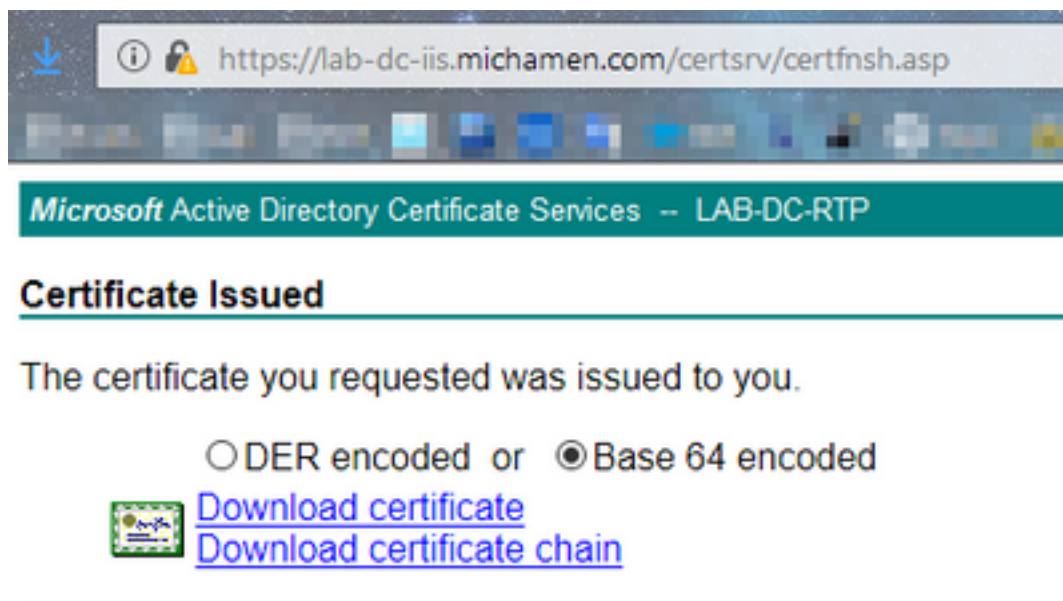 https://lab-dc-iis.michamen.com/certsrv/certfnsh.asp
Microsoft Active Directory Certificate Services -- LAB-DC-RTP
Certificate Issued
The certificate you requested was issued to you.
DER encoded or Base 64 encoded
Download certificate
Download certificate chain